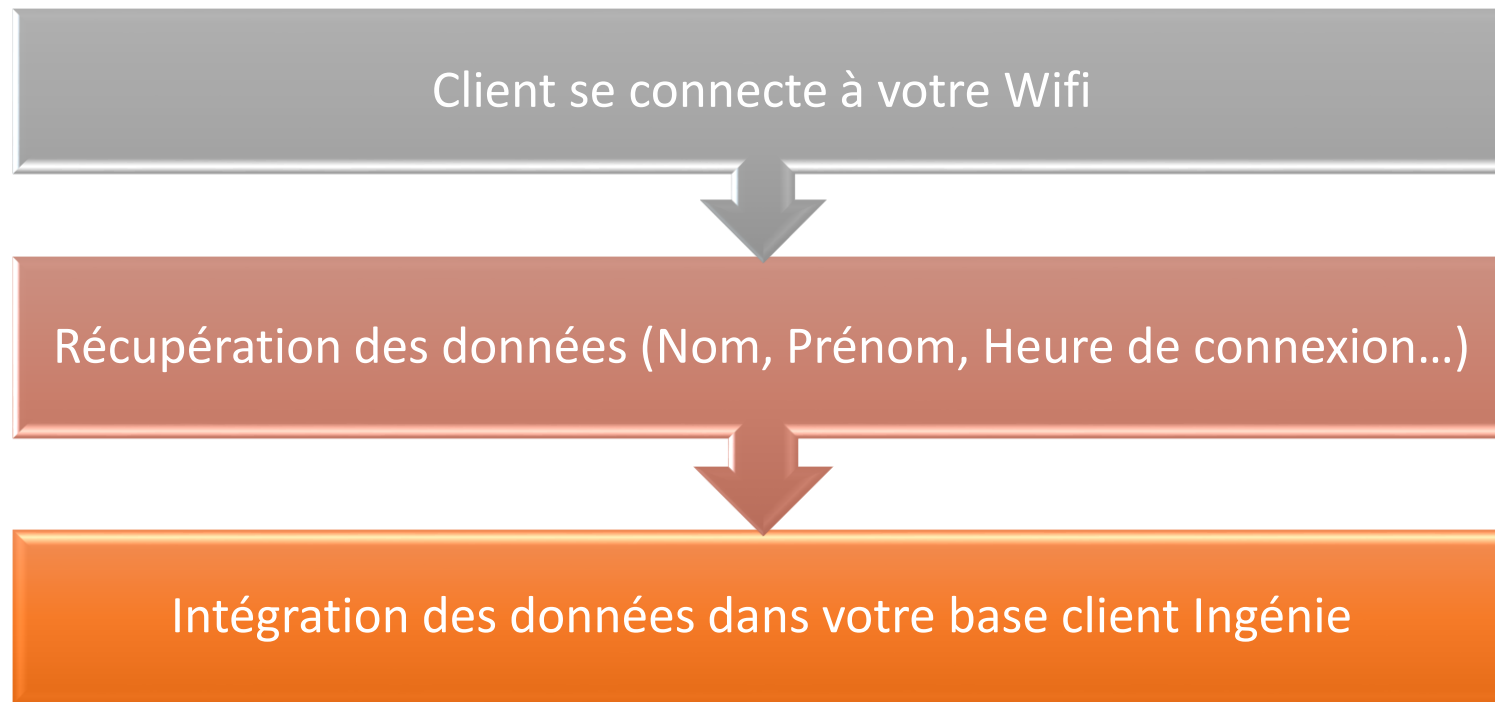 Client se connecte à votre Wifi
Récupération des données (Nom, Prénom, Heure de connexion…)
Intégration des données dans votre base client Ingénie